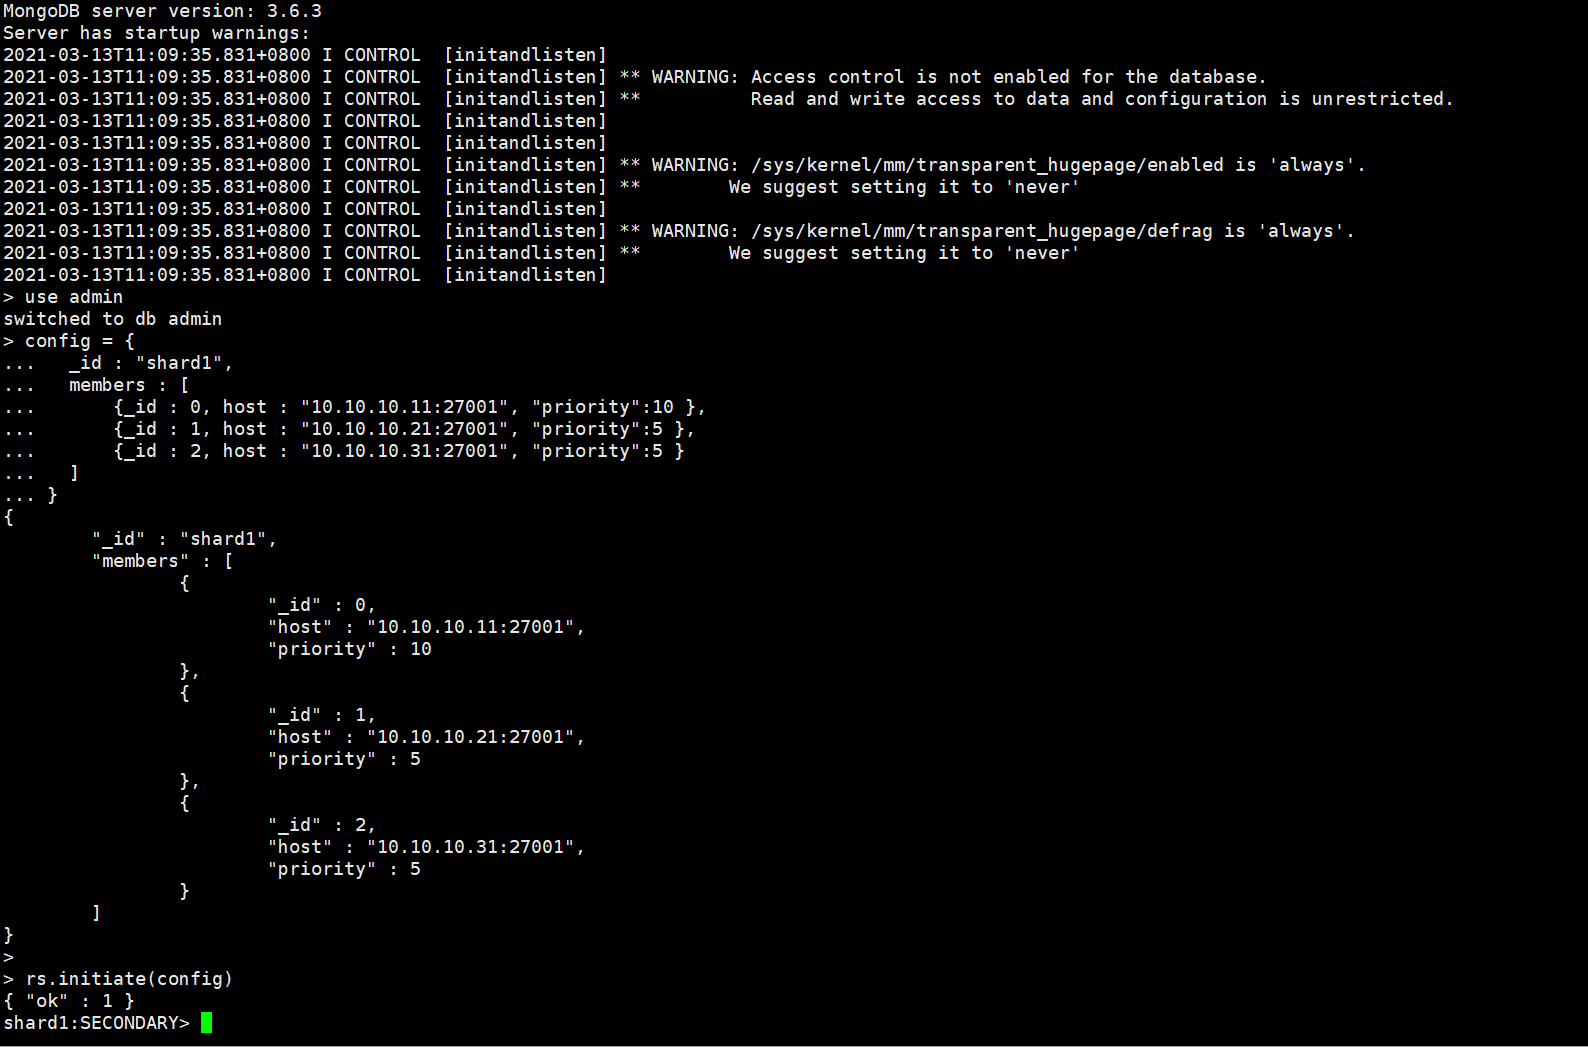 MongoDB server version: 3.6.3
Server has startup warnings:
2021-03-13T11:09:35.831+0800 I CONTROL  [initandlisten]
2021-03-13T11:09:35.831+0800 I CONTROL  [initandlisten] ** WARNING: Access control is not enabled for the database.
2021-03-13T11:09:35.831+0800 I CONTROL  [initandlisten] **          Read and write access to data and configuration is unrestricted.
2021-03-13T11:09:35.831+0800 I CONTROL  [initandlisten]
2021-03-13T11:09:35.831+0800 I CONTROL  [initandlisten]
2021-03-13T11:09:35.831+0800 I CONTROL  [initandlisten] ** WARNING: /sys/kernel/mm/transparent_hugepage/enabled is 'always'.
2021-03-13T11:09:35.831+0800 I CONTROL  [initandlisten] **        We suggest setting it to 'never'
2021-03-13T11:09:35.831+0800 I CONTROL  [initandlisten]
2021-03-13T11:09:35.831+0800 I CONTROL  [initandlisten] ** WARNING: /sys/kernel/mm/transparent_hugepage/defrag is 'always'.
2021-03-13T11:09:35.831+0800 I CONTROL  [initandlisten] **        We suggest setting it to 'never'
2021-03-13T11:09:35.831+0800 I CONTROL  [initandlisten]
> use admin
switched to db admin
> config = {
...   _id : "shard1",
...   members : [
...       {_id : 0, host : "10.10.10.11:27001", "priority":10 },
...       {_id : 1, host : "10.10.10.21:27001", "priority":5 },
...       {_id : 2, host : "10.10.10.31:27001", "priority":5 }
...   ]
... }
{
        "_id" : "shard1",
        "members" : [
                {
                        "_id" : 0,
                        "host" : "10.10.10.11:27001",
                        "priority" : 10
                },
                {
                        "_id" : 1,
                        "host" : "10.10.10.21:27001",
                        "priority" : 5
                },
                {
                        "_id" : 2,
                        "host" : "10.10.10.31:27001",
                        "priority" : 5
                }
        ]
}
>
> rs.initiate(config)
{ "ok" : 1 }
shard1:SECONDARY>